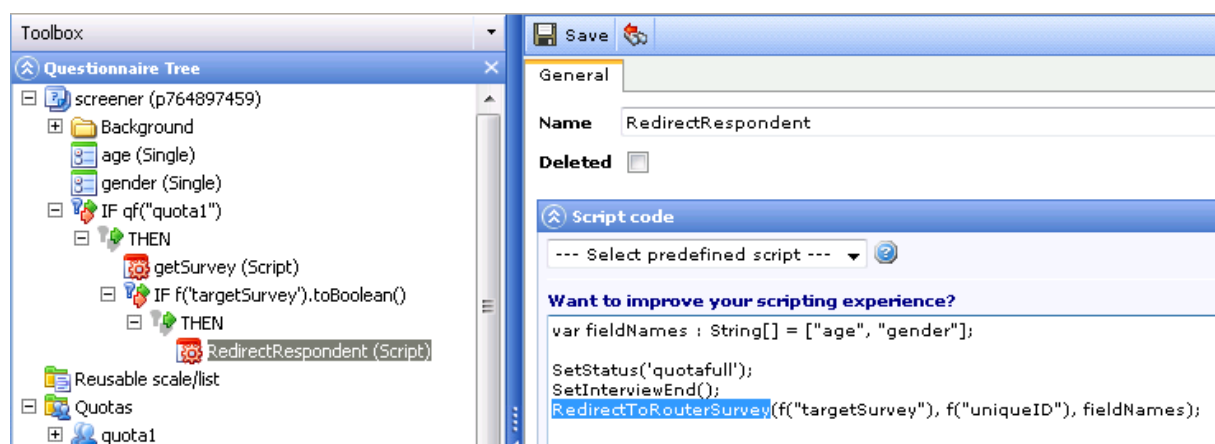 Toolbox
Questionnaire Tree
screener (p764897459)
Background
age (Single)
gender (Single)
IF qf("quota1")
THEN
getSurvey (Script)
IF f('targetSurvey').toBoolean()
THEN
RedirectRespondent (Script)
Reusable scale/list
Quotas
quota1
Save
General
Name RedirectRespondent
Deleted
Script code
--- Select predefined script ---
Want to improve your scripting experience?
var fieldNames : String[] = ["age", "gender"];
SetStatus('quotafull');
SetInterviewEnd();
RedirectToRouterSurvey(f("targetSurvey"), f("uniqueID"), fieldNames);